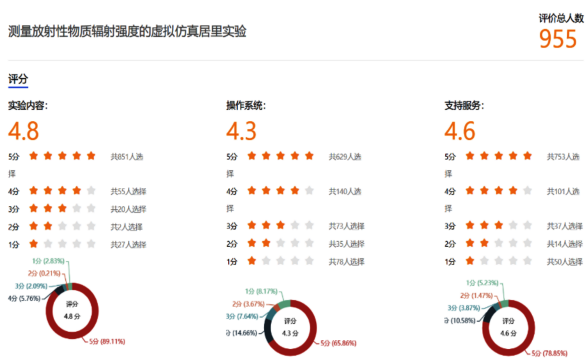 测量放射性物质辐射强度的虚拟仿真居里实验
评价总人数
955
评分
实验内容：
4.8
5分 共851人选
择
4分 共55人选择
3分 共20人选择
2分 共2人选择
1分 共27人选择
1分 (2.83%)
2分 (0.21%)
3分 (2.09%)
4分 (5.76%)
评分
4.8 分
5分 (89.11%)
操作系统：
4.3
5分 共629人选
择
4分 共140人选
择
3分 共73人选择
2分 共35人选择
1分 共78人选择
1分 (8.17%)
2分 (3.67%)
3分 (7.64%)
分 (14.66%)
评分
4.3 分
5分 (65.86%)
支持服务：
4.6
5分 共753人选
择
4分 共101人选
择
3分 共37人选择
2分 共14人选择
1分 共50人选择
1分 (5.23%)
2分 (1.47%)
3分 (3.87%)
分 (10.58%)
评分
4.6 分
5分 (78.85%)